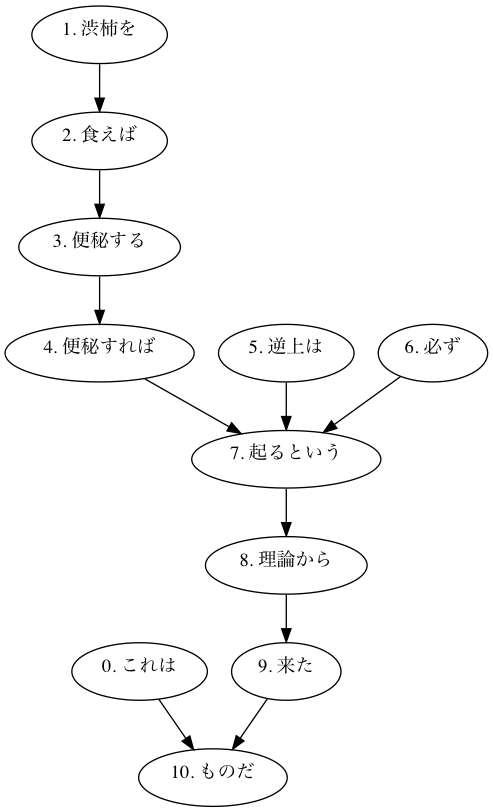 1. 渋柿を
2. 食えば
3. 便秘する
4. 便秘すれば
5. 逆上は
6. 必ず
7. 起るという
8. 理論から
0. これは
9. 来た
10. ものだ